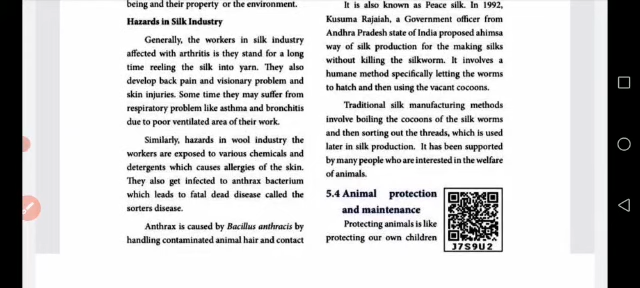 being and their property or the environment.
Hazards in Silk Industry
Generally, the workers in silk industry
affected with arthritis is they stand for a long
time reeling the silk into yarn. They also
develop back pain and visionary problem and
skin injuries. Some time they may suffer from
respiratory problem like asthma and bronchitis
due to poor ventilated area of their work.
Similarly, hazards in wool industry the
workers are exposed to various chemicals and
detergents which causes allergies of the skin.
They also get infected to anthrax bacterium
which leads to fatal dead disease called the
sorters disease.
Anthrax is caused by Bacillus anthracis by
handling contaminated animal hair and contact
It is also known as Peace silk. In 1992,
Kusuma Rajaiah, a Government officer from
Andhra Pradesh state of India proposed ahimsa
way of silk production for the making silks
without killing the silkworm. It involves a
humane method specifically letting the worms
to hatch and then using the vacant cocoons.
Traditional silk manufacturing methods
involve boiling the cocoons of the silk worms
and then sorting out the threads, which is used
later in silk production. It has been supported
by many people who are interested in the welfare
of animals.
5.4 Animal protection
and maintenance
Protecting animals is like
protecting our own children
J7S9U2